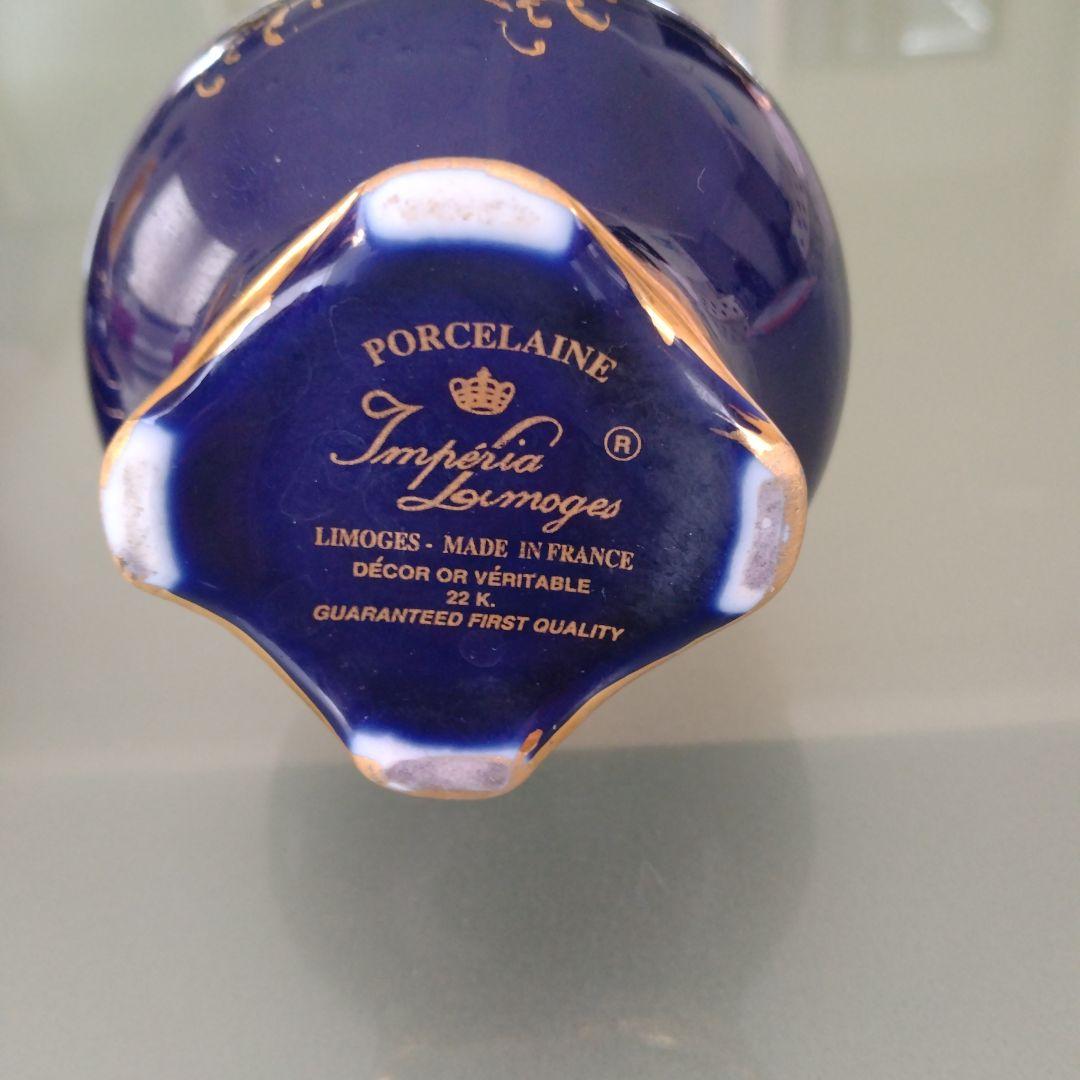 PORCELAINE
Impéria ®
Limoges
LIMOGES - MADE IN FRANCE
DÉCOR OR VÉRITABLE
22 K.
GUARANTEED FIRST QUALITY